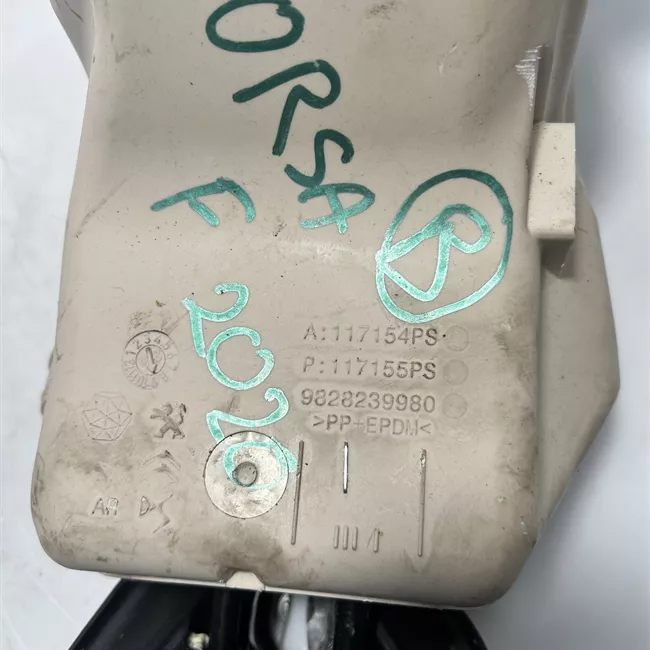 ORSA
F
R
2020
A:117154PS
P:117155PS
9828239980
>PP-EPDM<